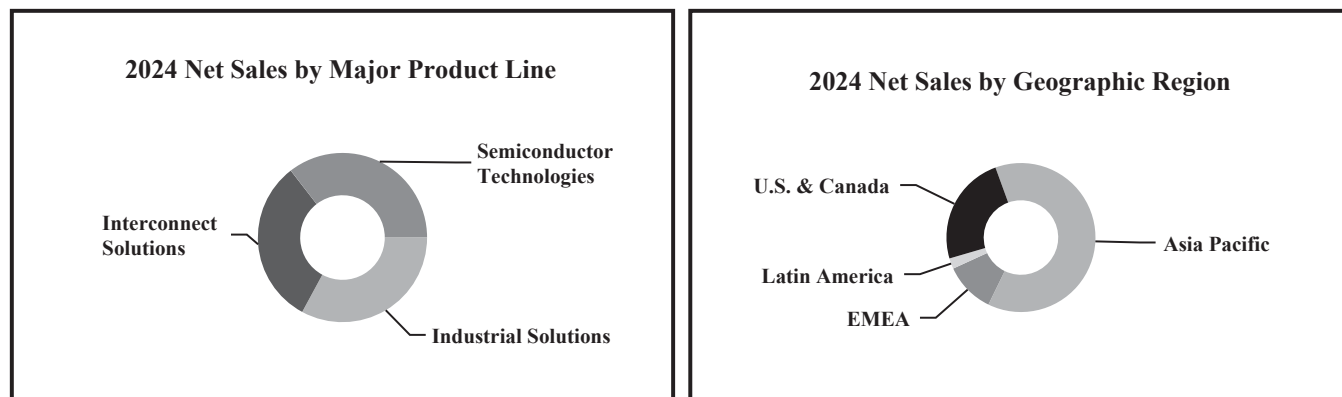 2024 Net Sales by Major Product Line
Semiconductor
Technologies
Interconnect
Solutions
Industrial Solutions
2024 Net Sales by Geographic Region
U.S. & Canada
Asia Pacific
Latin America
EMEA